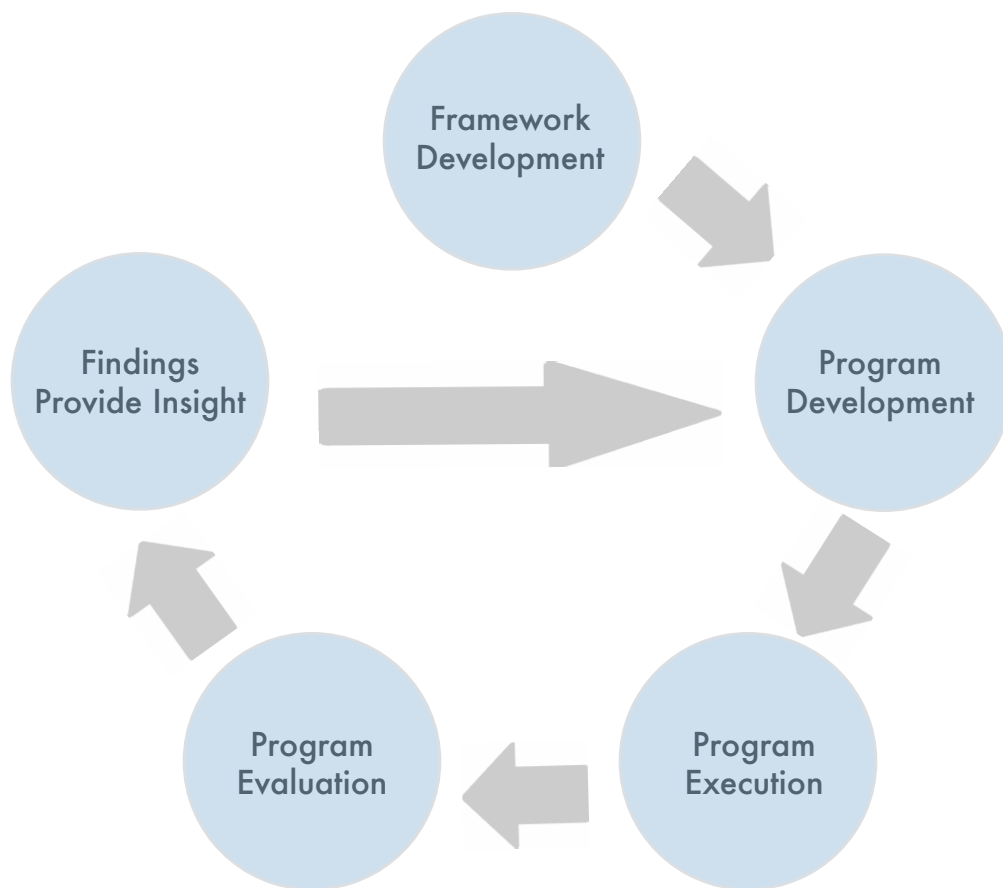 Framework
Development
Program
Development
Program
Execution
Program
Evaluation
Findings
Provide Insight